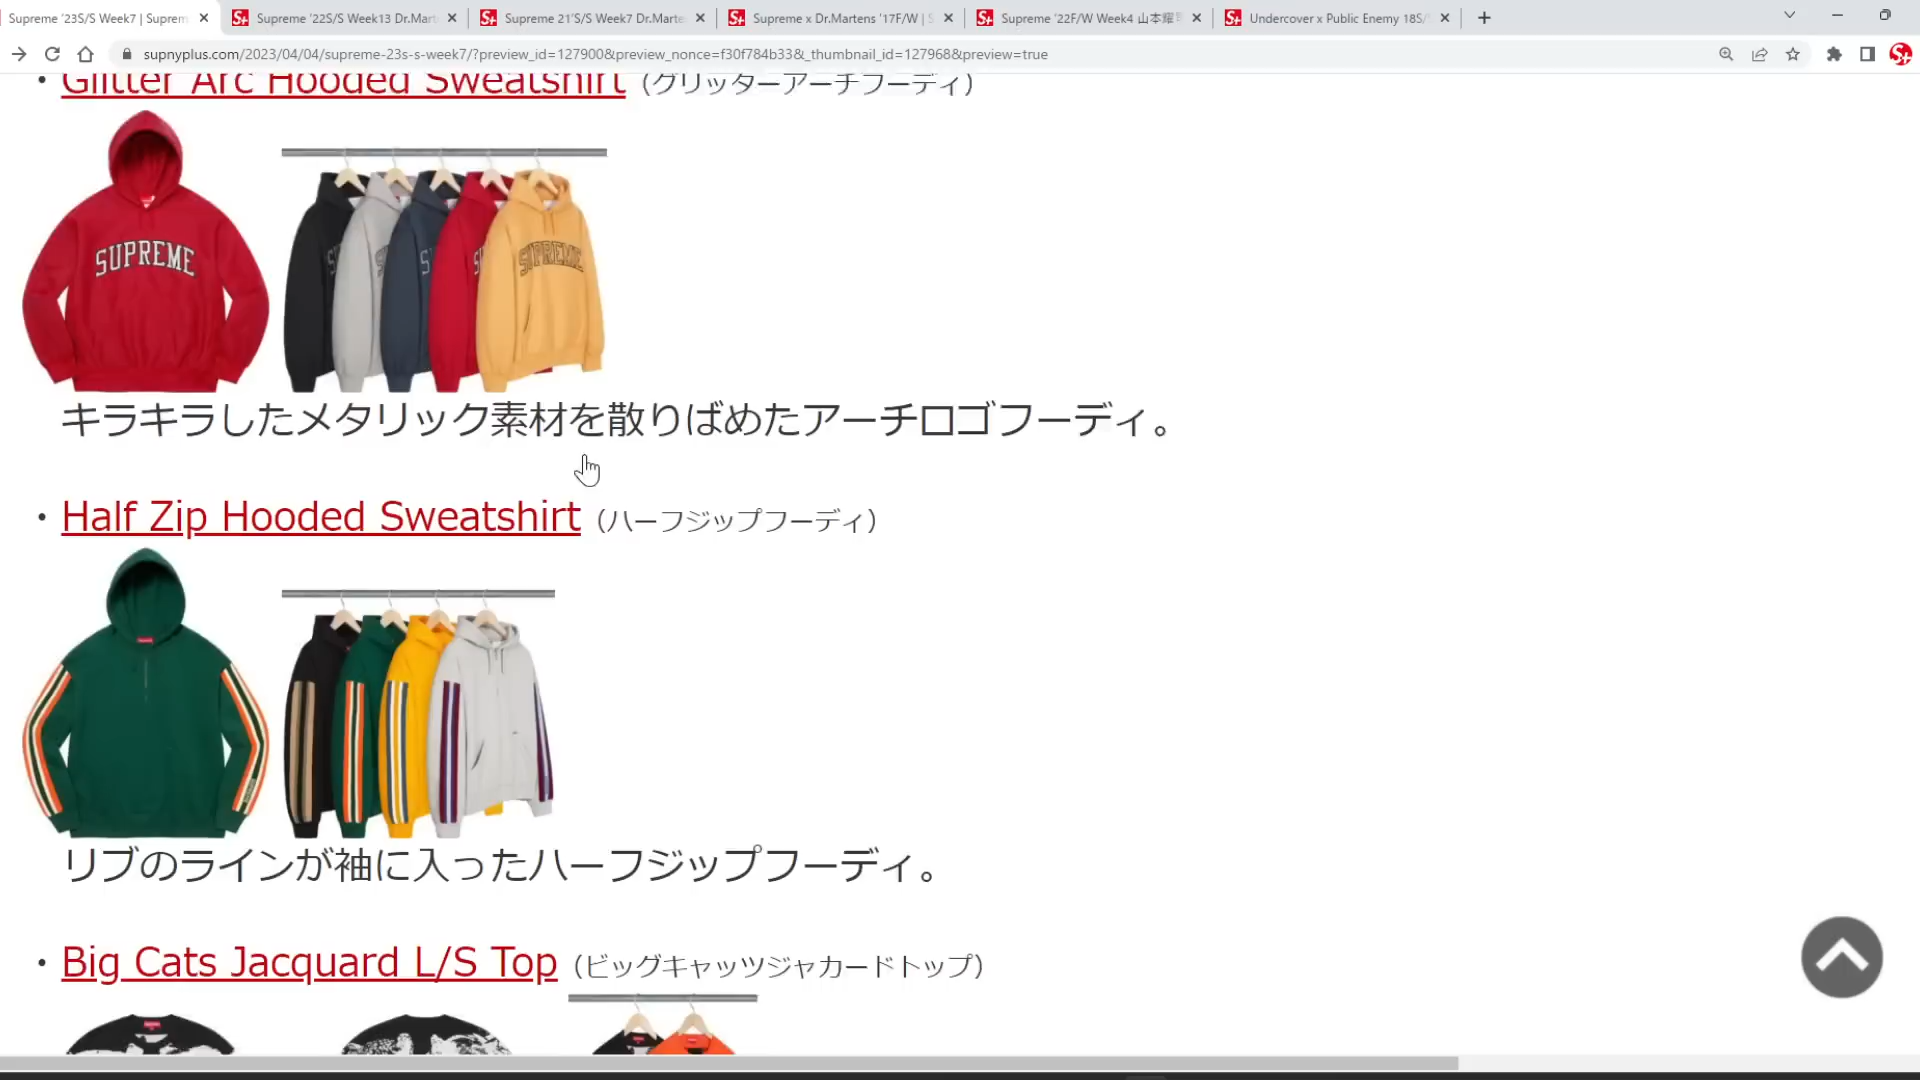 Supreme '23S/S Week7 | Suprem
Supreme '22S/S Week13 Dr.Mart
Supreme 21'S/S Week7 Dr.Marte
Supreme x Dr.Martens '17F/W | S
Supreme '22F/W Week4 山本耀司
Undercover x Public Enemy 18S/
supnyplus.com/2023/04/04/supreme-23s-s-week7/?preview_id=127900&preview_nonce=f30f784b33&_thumbnail_id=127968&preview=true
・Glitter Arc Hooded Sweatshirt（グリッターアーチフーディ）
SUPREME
SUPREME
キラキラしたメタリック素材を散りばめたアーチロゴフーディ。
・Half Zip Hooded Sweatshirt（ハーフジップフーディ）
リブのラインが袖に入ったハーフジップフーディ。
・Big Cats Jacquard L/S Top（ビッグキャッツジャカードトップ）